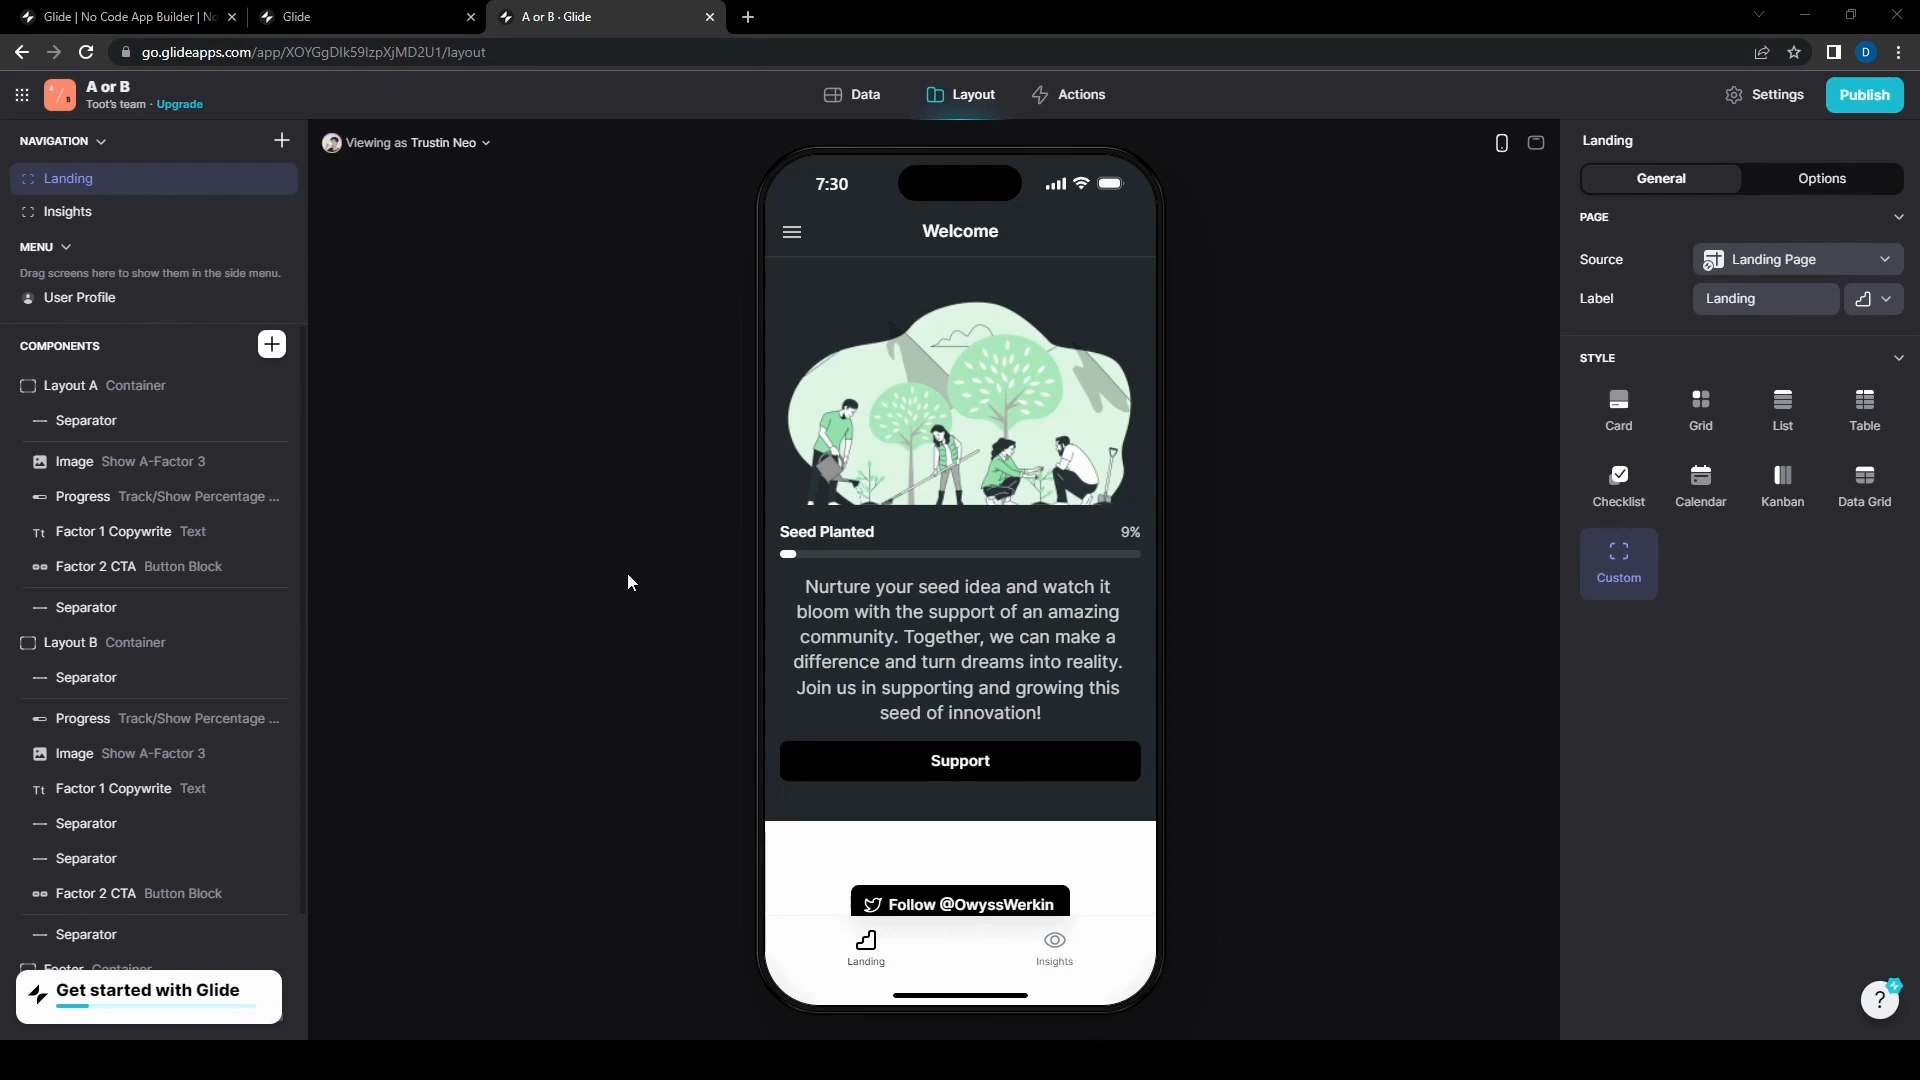 Glide | No Code App Builder | No
Glide
A or B · Glide
go.glideapps.com/app/XOYGgDIk59IzpXjMD2U1/layout
D
A or B
Toot's team · Upgrade
Data
Layout
Actions
Settings
Publish
NAVIGATION
Landing
Insights
MENU
Drag screens here to show them in the side menu.
User Profile
COMPONENTS
Layout A Container
Separator
Image Show A-Factor 3
Progress Track/Show Percentage ...
Tt Factor 1 Copywrite Text
Factor 2 CTA Button Block
Separator
Layout B Container
Separator
Progress Track/Show Percentage ...
Image Show A-Factor 3
Tt Factor 1 Copywrite Text
Separator
Separator
Factor 2 CTA Button Block
Separator
Footer Container
Get started with Glide
Viewing as Trustin Neo
7:30
Welcome
Seed Planted
9%
Nurture your seed idea and watch it
bloom with the support of an amazing
community. Together, we can make a
difference and turn dreams into reality.
Join us in supporting and growing this
seed of innovation!
Support
Follow @OwyssWerkin
Landing
Insights
Landing
General
Options
PAGE
Source
Landing Page
Label
Landing
STYLE
Card
Grid
List
Table
Checklist
Calendar
Kanban
Data Grid
Custom
?